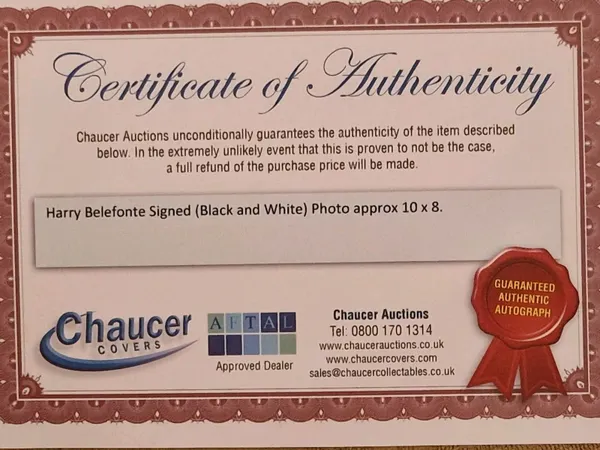 Certificate of Authenticity
Chaucer Auctions unconditionally guarantees the authenticity of the item described
below. In the extremely unlikely event that this is proven to not be the case,
a full refund of the purchase price will be made.
Harry Belefonte Signed (Black and White) Photo approx 10 x 8.
Chaucer
COVERS
AFTAL
Approved Dealer
Chaucer Auctions
Tel: 0800 170 1314
www.chaucerauctions.co.uk
www.chaucercovers.com
sales@chaucercollectables.co.uk
GUARANTEED
AUTHENTIC
AUTOGRAPH